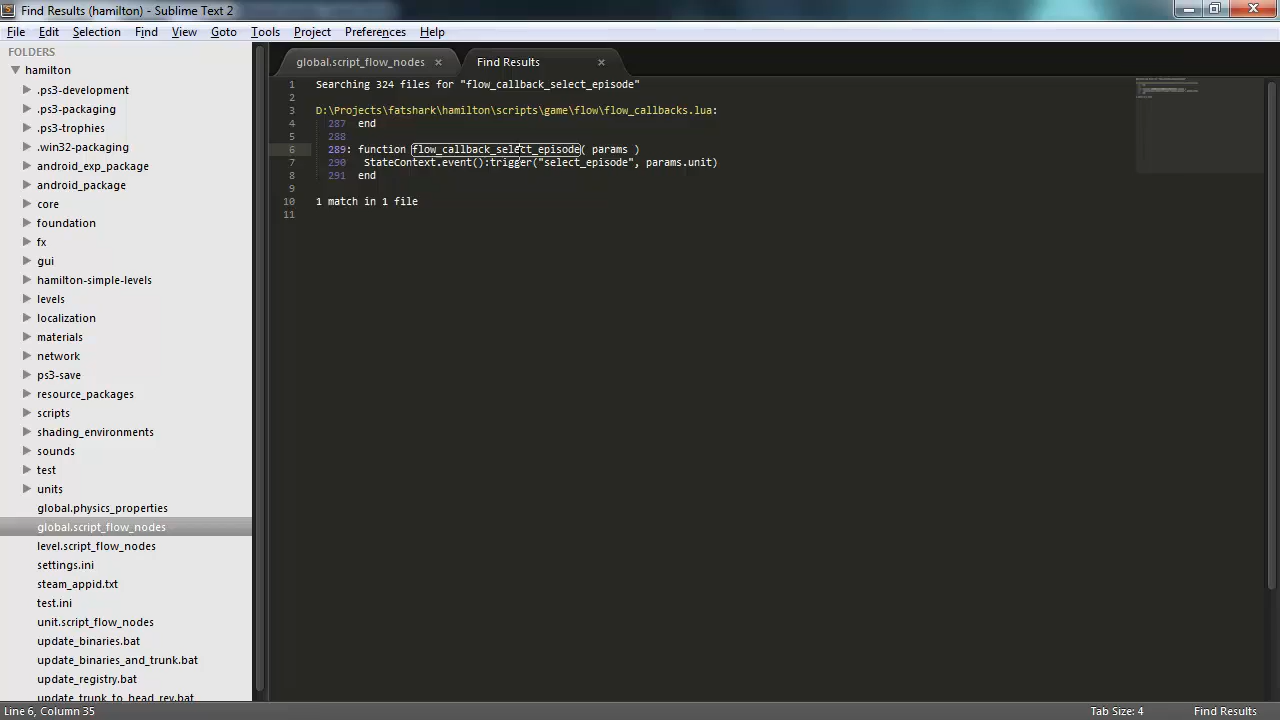 Find Results (hamilton) - Sublime Text 2
File Edit Selection Find View Goto Tools Project Preferences Help
FOLDERS
hamilton
.ps3-development
.ps3-packaging
.ps3-trophies
.win32-packaging
android_exp_package
android_package
core
foundation
fx
gui
hamilton-simple-levels
levels
localization
materials
network
ps3-save
resource_packages
scripts
shading_environments
sounds
test
units
global.physics_properties
global.script_flow_nodes
level.script_flow_nodes
settings.ini
steam_appid.txt
test.ini
unit.script_flow_nodes
update_binaries.bat
update_binaries_and_trunk.bat
update_registry.bat
update_trunk_to_head_rev.bat
global.script_flow_nodes × Find Results ×
1 Searching 324 files for "flow_callback_select_episode"
2
3 D:\Projects\fatshark\hamilton\scripts\game\flow\flow_callbacks.lua:
4 287 end
5 288
6 289: function flow_callback_select_episode( params )
7 290 StateContext.event():trigger("select_episode", params.unit)
8 291 end
9
10 1 match in 1 file
11
Line 6, Column 35 Tab Size: 4 Find Results